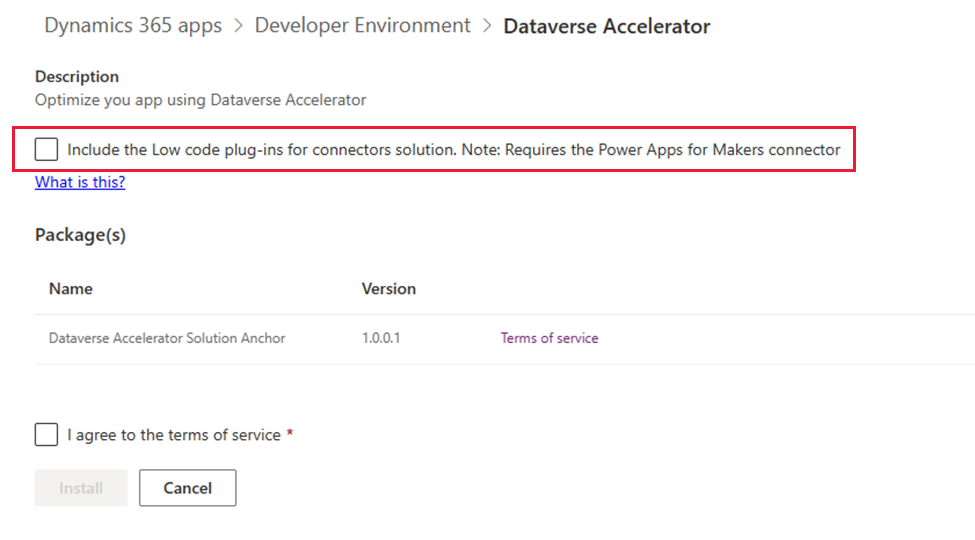 Dynamics 365 apps > Developer Environment > Dataverse Accelerator
Description
Optimize you app using Dataverse Accelerator
Include the Low code plug-ins for connectors solution. Note: Requires the Power Apps for Makers connector
What is this?
Package(s)
Name Version
Dataverse Accelerator Solution Anchor 1.0.0.1 Terms of service
I agree to the terms of service *
Install Cancel